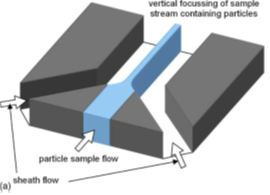 vertical focussing of sample
stream containing particles
particle sample flow
sheath flow
(a)